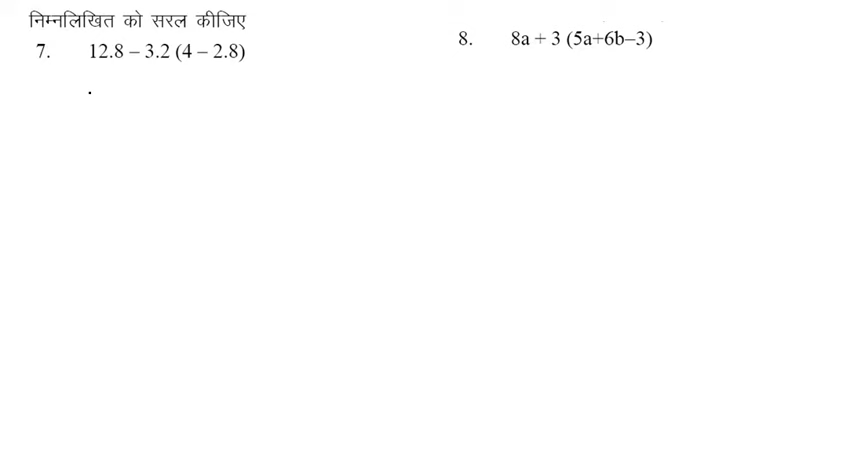 निम्नलिखित को सरल कीजिए
7. 12.8 – 3.2 (4 – 2.8)
8. 8a + 3 (5a+6b–3)